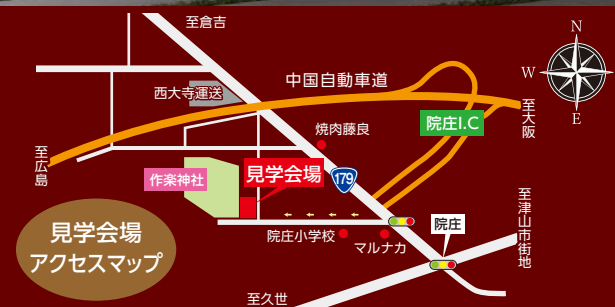 至倉吉
N
W
E
E
中国自動車道
西大寺運送
至大阪
院庄I.C
焼肉藤良
至広島
作楽神社
見学会場
179
至津山市街地
院庄
見学会場
アクセスマップ
院庄小学校
マルナカ
至久世